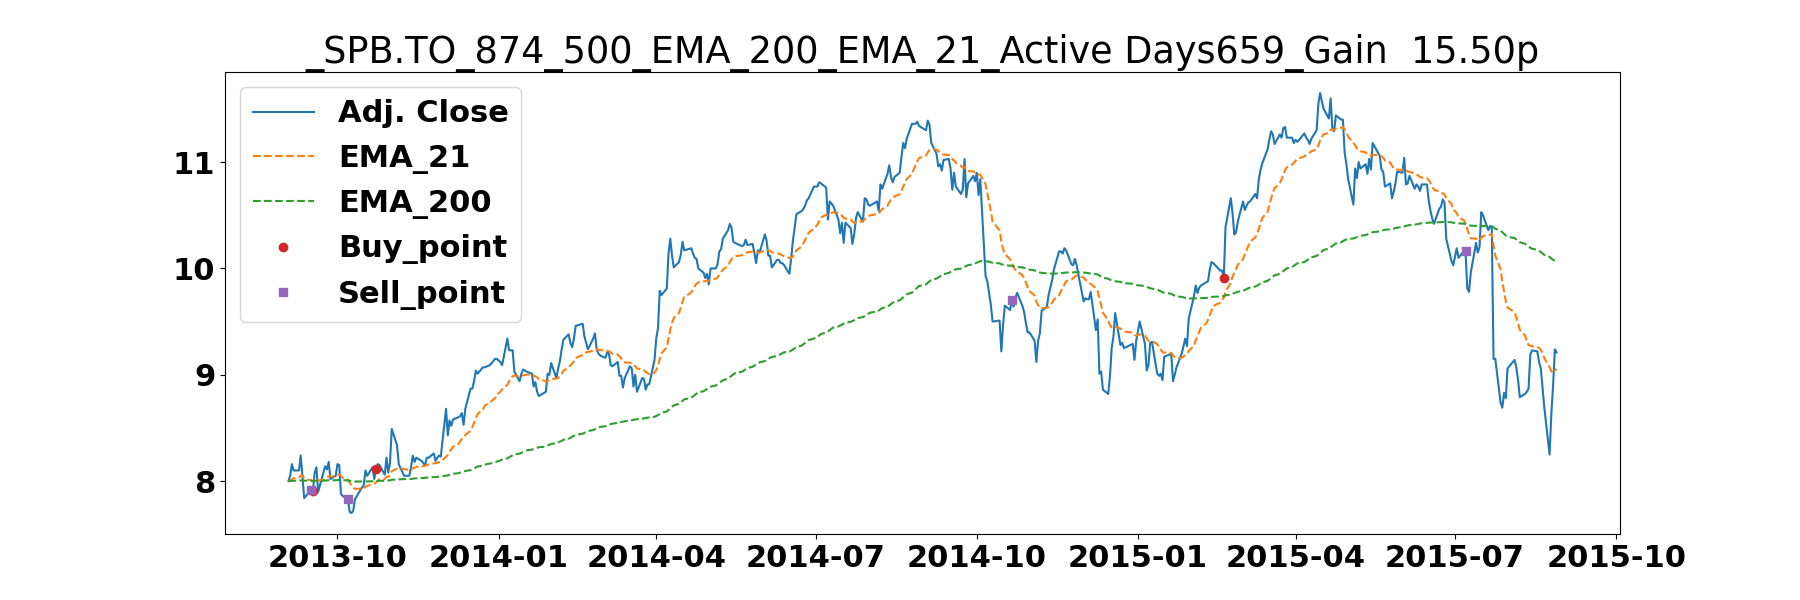 _SPB.TO_874_500_EMA_200_EMA_21_Active Days659_Gain  15.50p
Adj. Close
EMA_21
EMA_200
Buy_point
Sell_point
11
10
9
8
2013-10 2014-01 2014-04 2014-07 2014-10 2015-01 2015-04 2015-07 2015-10